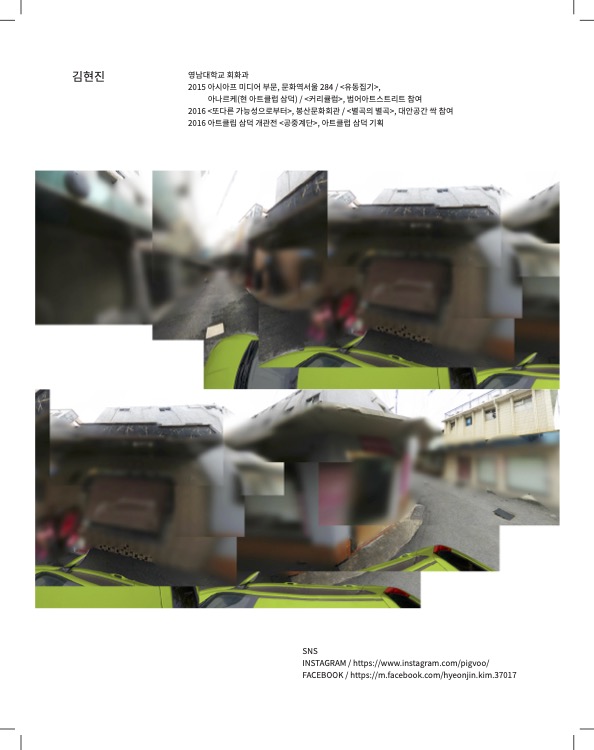 김현진
영남대학교 회화과
2015 아시아프 미디어 부문, 문화역서울 284 / <유동집기>,
아나르케(현 아트클럽 삼덕) / <커리큘럼>, 범어아트스트리트 참여
2016 <또다른 가능성으로부터>, 봉산문화회관 / <별곡의 별곡>, 대안공간 싹 참여
2016 아트클럽 삼덕 개관전 <공중계단>, 아트클럽 삼덕 기획
SNS
INSTAGRAM / https://www.instagram.com/pigvoo/
FACEBOOK / https://m.facebook.com/hyeonjin.kim.37017